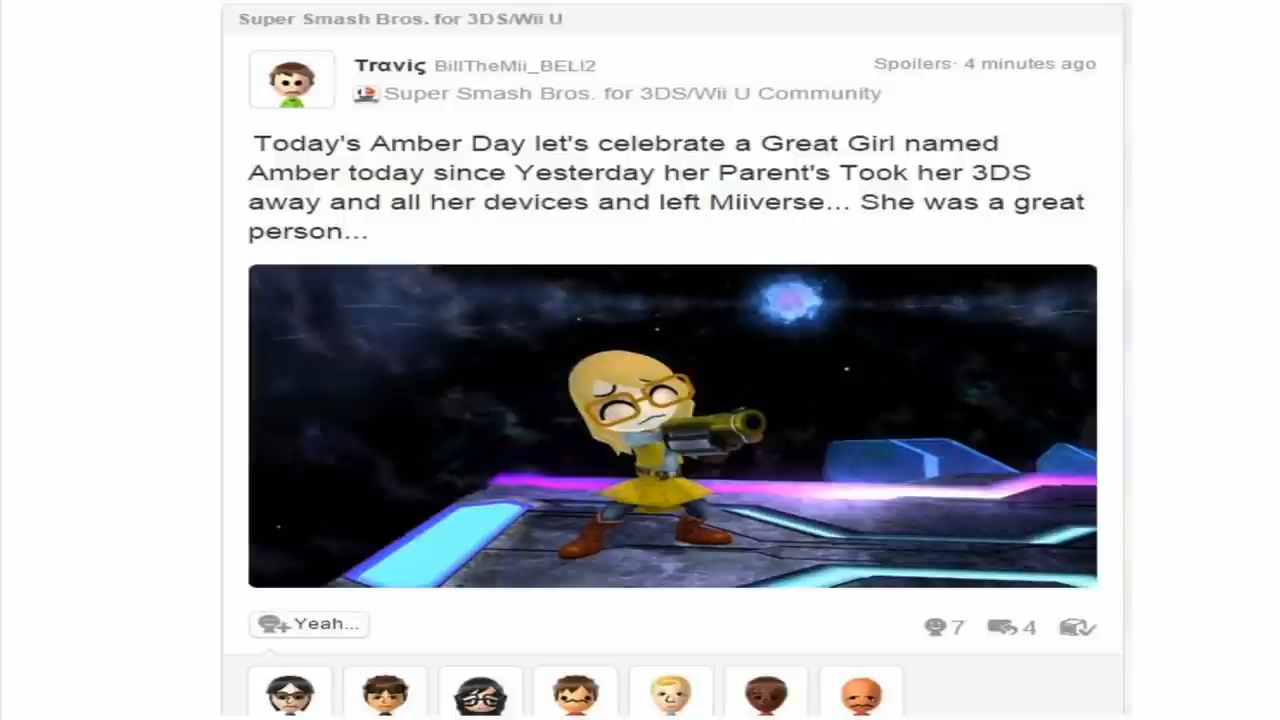 Super Smash Bros. for 3DS/Wii U
Traviς BillTheMii_BELI2
Spoilers· 4 minutes ago
Super Smash Bros. for 3DS/Wii U Community
Today's Amber Day let's celebrate a Great Girl named
Amber today since Yesterday her Parent's Took her 3DS
away and all her devices and left Miiverse... She was a great
person...
Yeah...
7
4